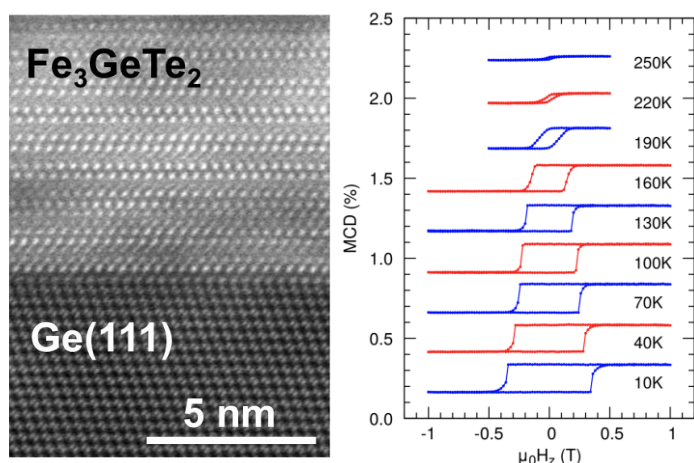 Fe₃GeTe₂
Ge(111)
5 nm
MCD (%)
2.5
2.0
1.5
1.0
0.5
0.0
250K
220K
190K
160K
130K
100K
70K
40K
10K
-1 -0.5 0 0.5 1
μ₀H_z (T)